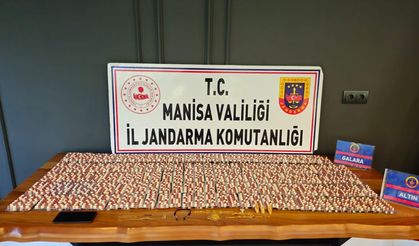 T.C.
MANİSA VALİLİĞİ
İL JANDARMA KOMUTANLIĞI
GALARA
ALTIN